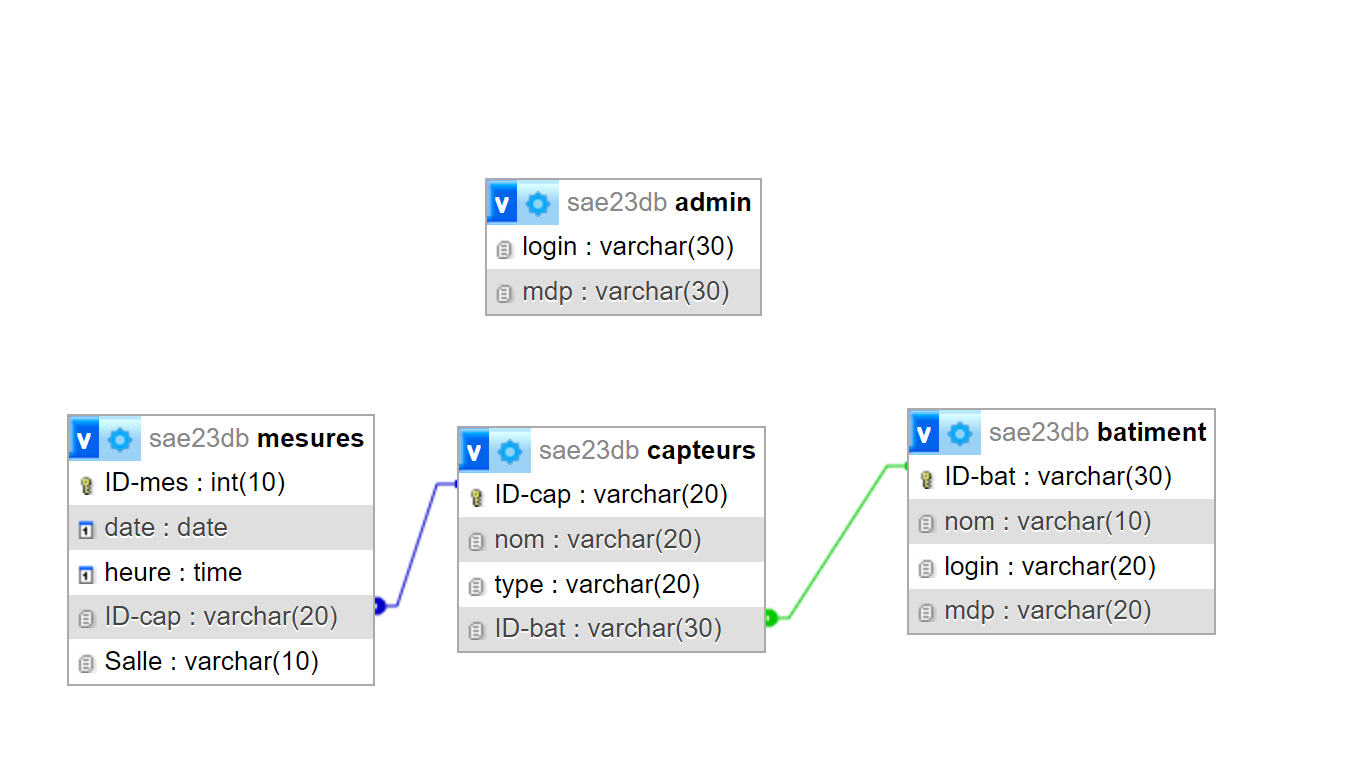 v sae23db admin
login : varchar(30)
mdp : varchar(30)
v sae23db mesures
ID-mes : int(10)
date : date
heure : time
ID-cap : varchar(20)
Salle : varchar(10)
v sae23db capteurs
ID-cap : varchar(20)
nom : varchar(20)
type : varchar(20)
ID-bat : varchar(30)
v sae23db batiment
ID-bat : varchar(30)
nom : varchar(10)
login : varchar(20)
mdp : varchar(20)